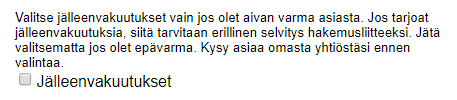 Valitse jälleenvakuutukset vain jos olet aivan varma asiasta. Jos tarjoat
jälleenvakuutuksia, siitä tarvitaan erillinen selvitys hakemusliitteeksi. Jätä
valitsematta jos olet epävarma. Kysy asiaa omasta yhtiöstäsi ennen
valintaa.
Jälleenvakuutukset